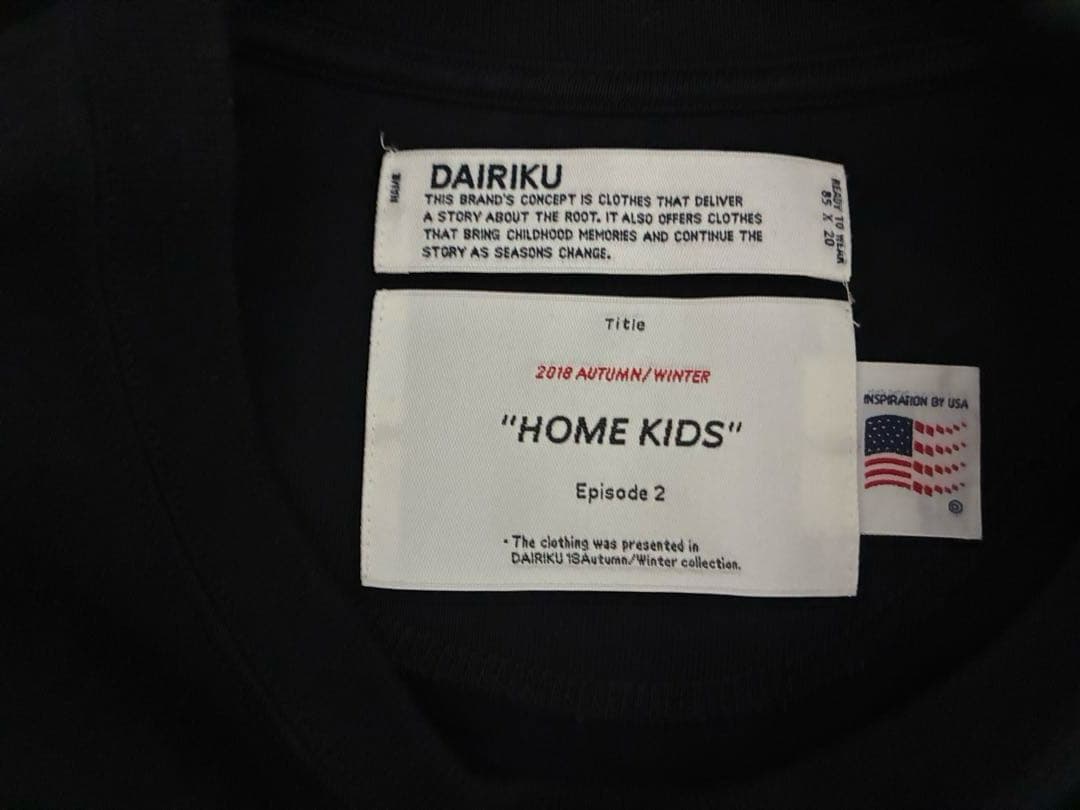 NAME
DAIRIKU
THIS BRAND'S CONCEPT IS CLOTHES THAT DELIVER
A STORY ABOUT THE ROOT. IT ALSO OFFERS CLOTHES
THAT BRING CHILDHOOD MEMORIES AND CONTINUE THE
STORY AS SEASONS CHANGE.
READY TO WEAR
85 X 20
Title
2018 AUTUMN/WINTER
"HOME KIDS"
Episode 2
・The clothing was presented in
DAIRIKU 18Autumn/Winter collection.
INSPIRATION BY USA